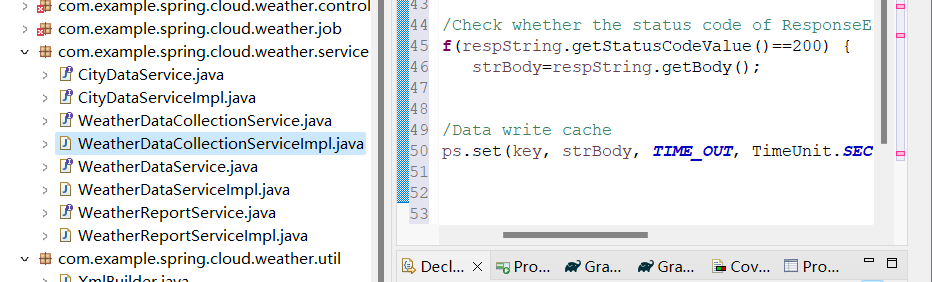 com.example.spring.cloud.weather.control
com.example.spring.cloud.weather.job
com.example.spring.cloud.weather.service
CityDataService.java
CityDataServiceImpl.java
WeatherDataCollectionService.java
WeatherDataCollectionServiceImpl.java
WeatherDataService.java
WeatherDataServiceImpl.java
WeatherReportService.java
WeatherReportServiceImpl.java
com.example.spring.cloud.weather.util
XmlBuilder.java
43
44 /Check whether the status code of ResponseE
45 f(respString.getStatusCodeValue()==200) {
46 strBody=respString.getBody();
47
48
49 /Data write cache
50 ps.set(key, strBody, TIME_OUT, TimeUnit.SEC
51
52
53
Decl... Pro... Gra... Gra... Cov... Pro...